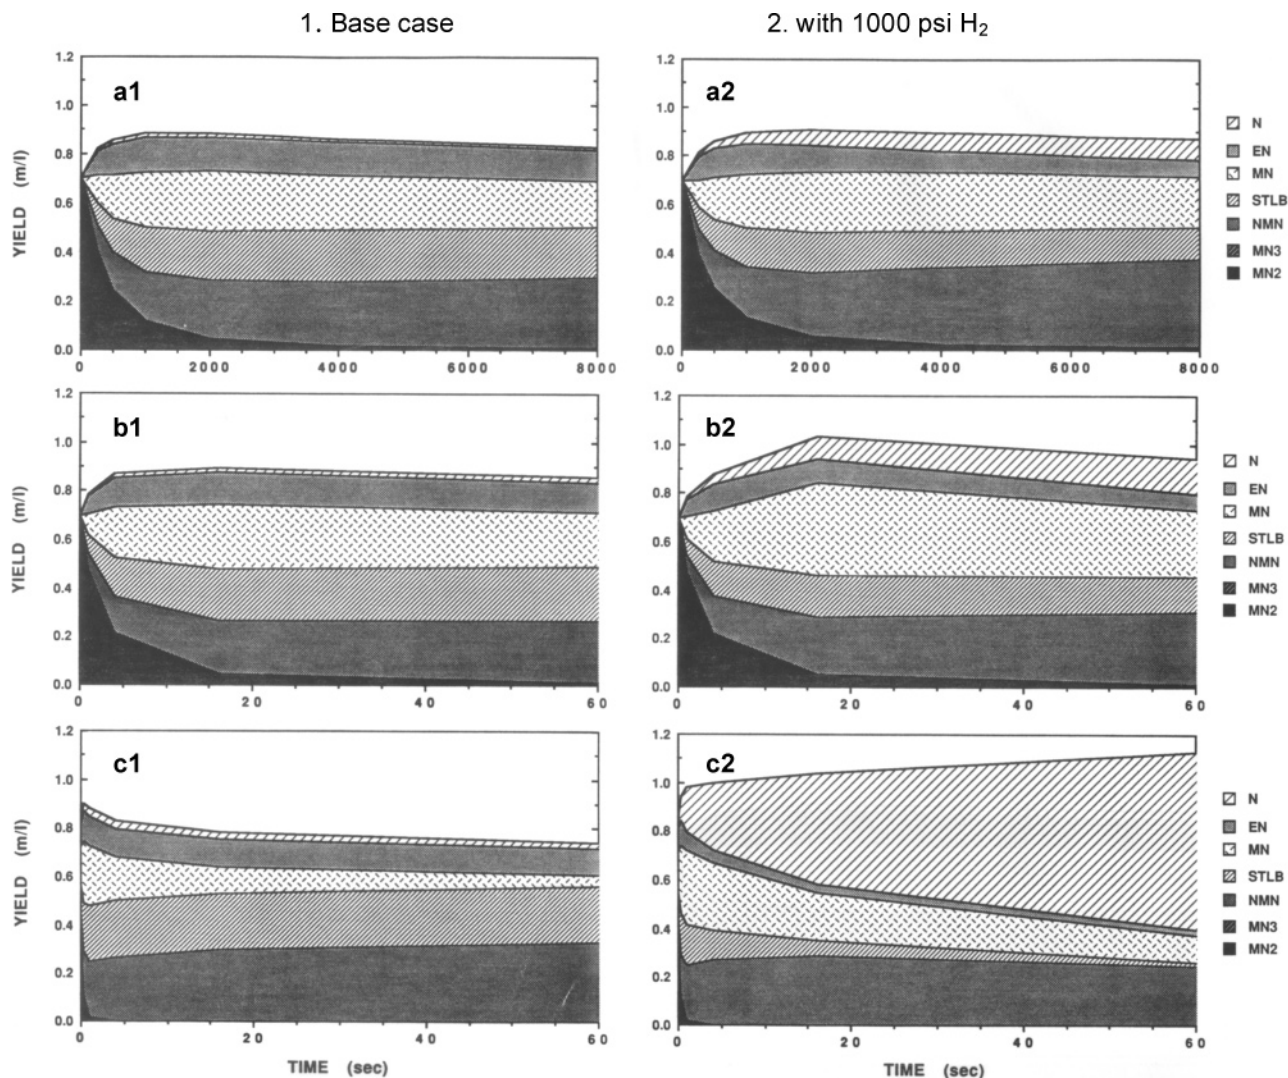 1. Base case
2. with 1000 psi H₂
a1
YIELD (m/l)
1.2
1.0
0.8
0.6
0.4
0.2
0.0
0 2000 4000 6000 8000
a2
1.2
1.0
0.8
0.6
0.4
0.2
0.0
0 2000 4000 6000 8000
N
EN
MN
STLB
NMN
MN3
MN2
b1
YIELD (m/l)
1.2
1.0
0.8
0.6
0.4
0.2
0.0
0 20 40 60
b2
1.2
1.0
0.8
0.6
0.4
0.2
0.0
0 20 40 60
N
EN
MN
STLB
NMN
MN3
MN2
c1
YIELD (m/l)
1.2
1.0
0.8
0.6
0.4
0.2
0.0
0 20 40 60
TIME (sec)
c2
1.2
1.0
0.8
0.6
0.4
0.2
0.0
0 20 40 60
TIME (sec)
N
EN
MN
STLB
NMN
MN3
MN2